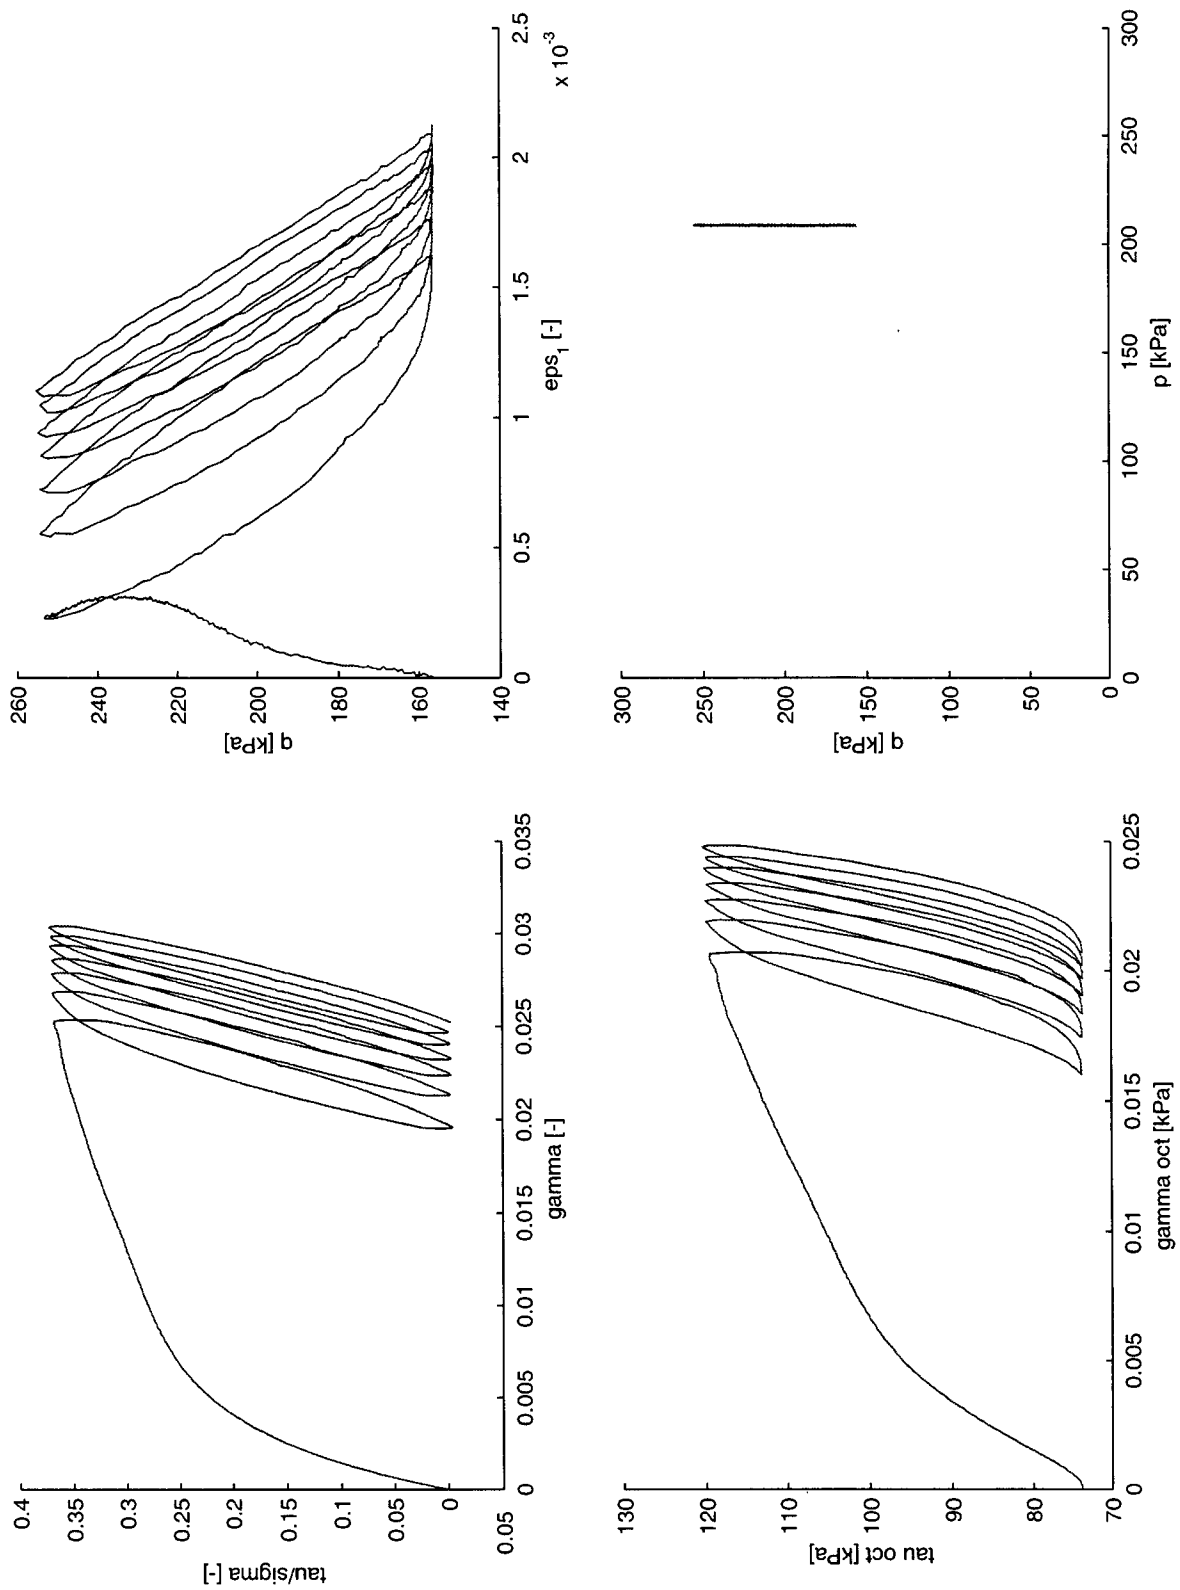 tau/sigma [-]
0.4
0.35
0.3
0.25
0.2
0.15
0.1
0.05
0
0.05
0 0.005 0.01 0.015 0.02 0.025 0.03 0.035
gamma [-]
q [kPa]
260
240
220
200
180
160
140
0 0.5 1 1.5 2 2.5
eps1 [-]
x 10-3
tau oct [kPa]
130
120
110
100
90
80
70
0 0.005 0.01 0.015 0.02 0.025
gamma oct [kPa]
q [kPa]
300
250
200
150
100
50
0
0 50 100 150 200 250 300
p [kPa]